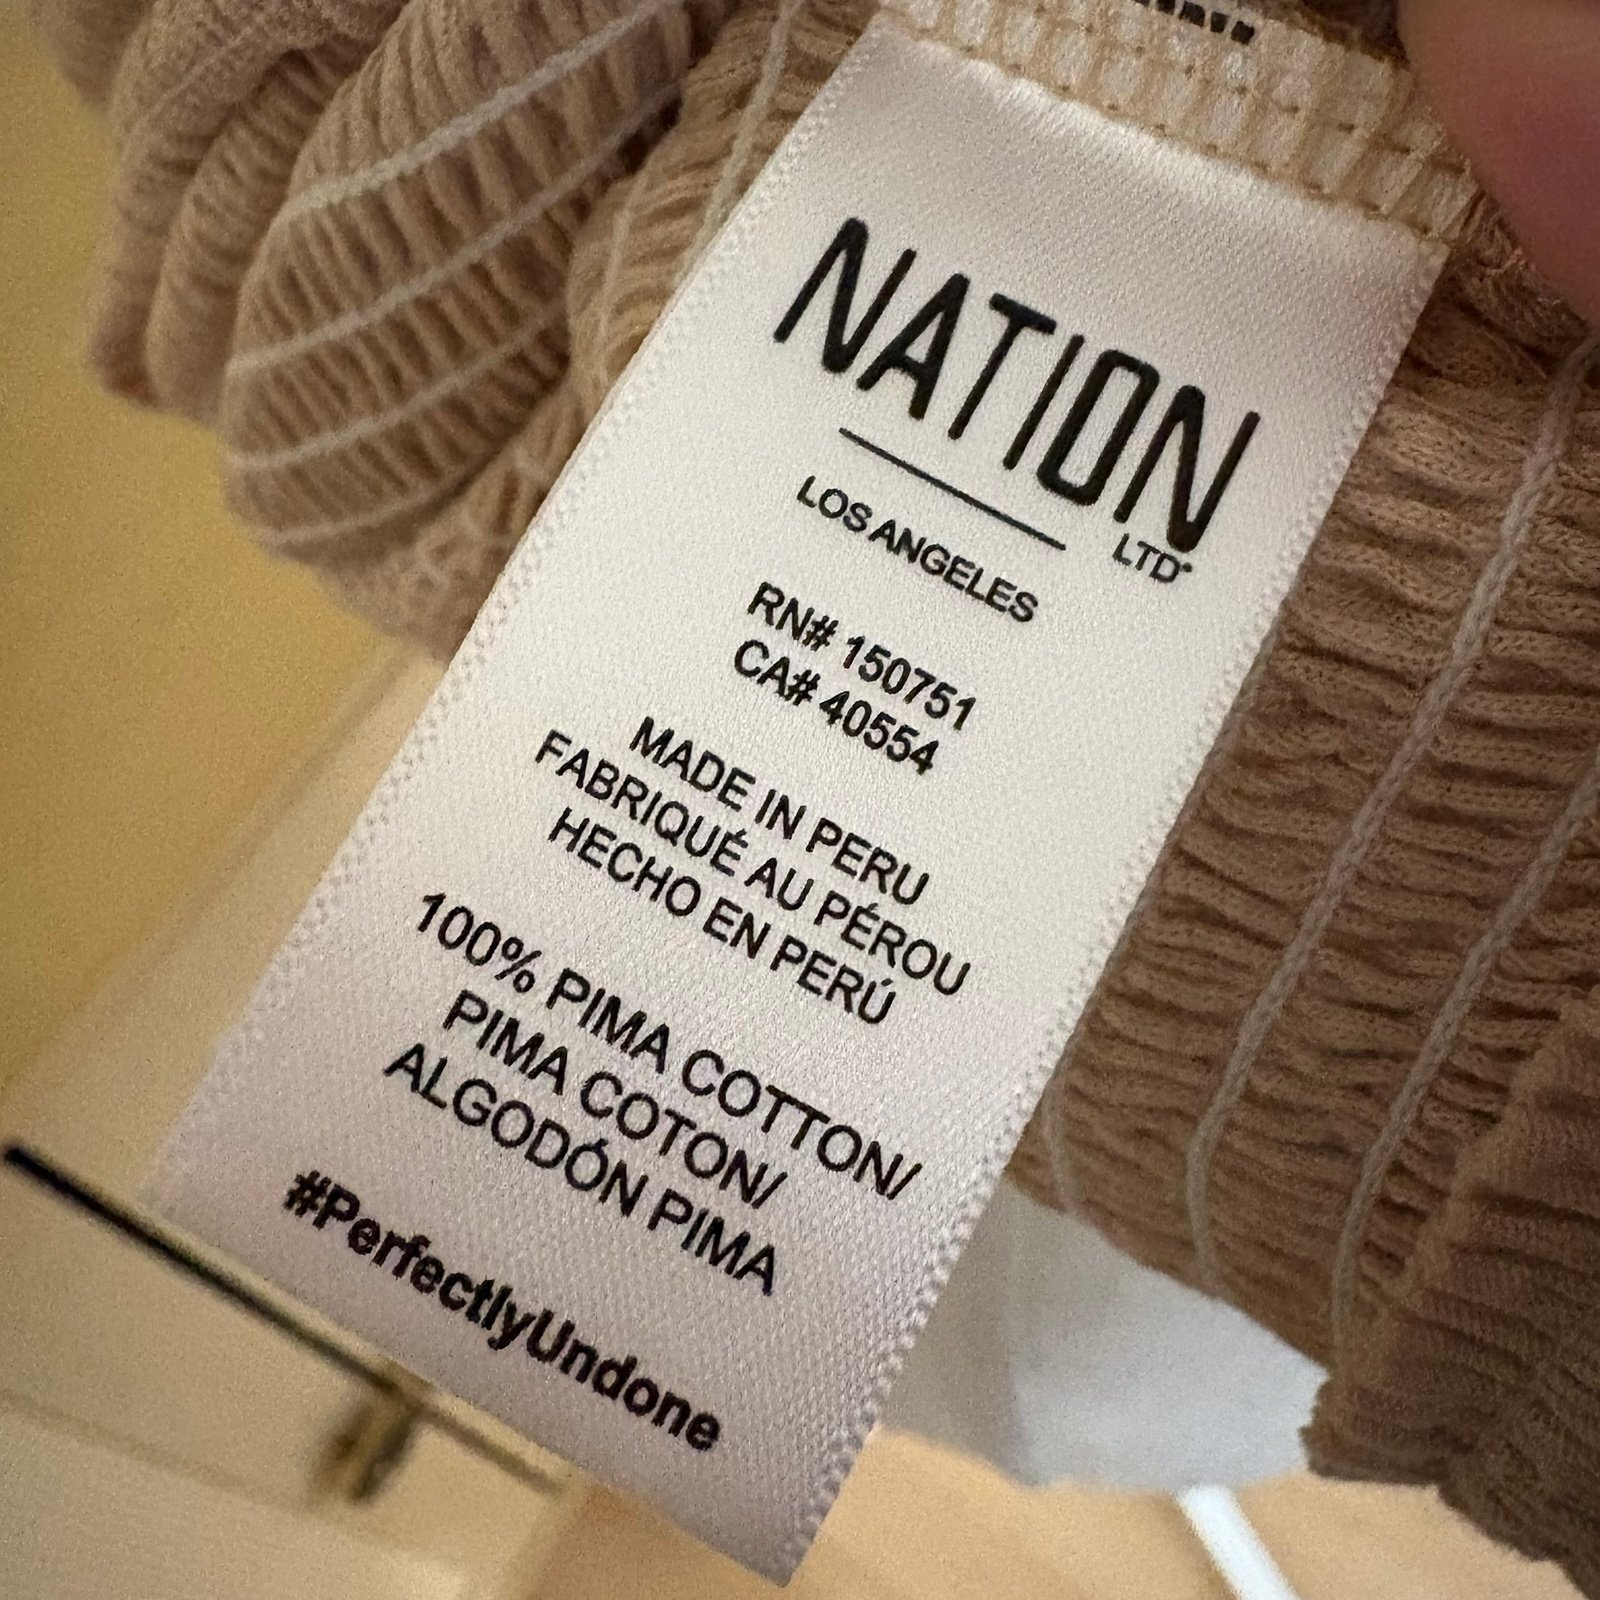 NATION
LTD
LOS ANGELES
RN# 150751
CA# 40554
MADE IN PERU
FABRIQUÉ AU PÉROU
HECHO EN PERÚ
100% PIMA COTTON/
PIMA COTON/
ALGODÓN PIMA
#PerfectlyUndone